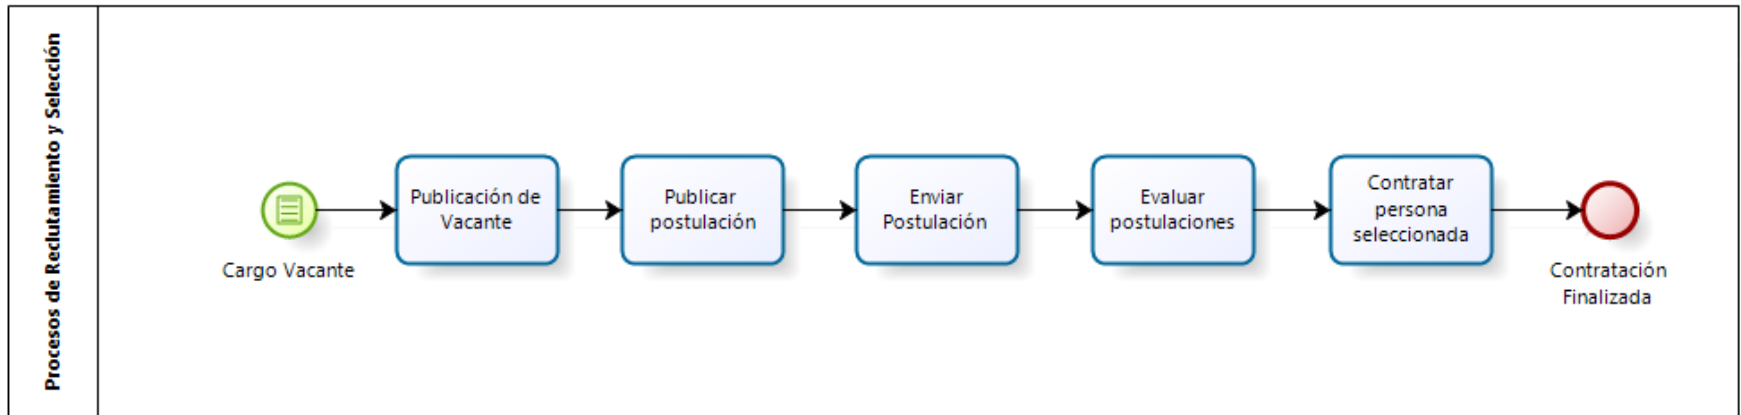 Procesos de Reclutamiento y Selección
Cargo Vacante
Publicación de
Vacante
Publicar
postulación
Enviar
Postulación
Evaluar
postulaciones
Contratar
persona
seleccionada
Contratación
Finalizada